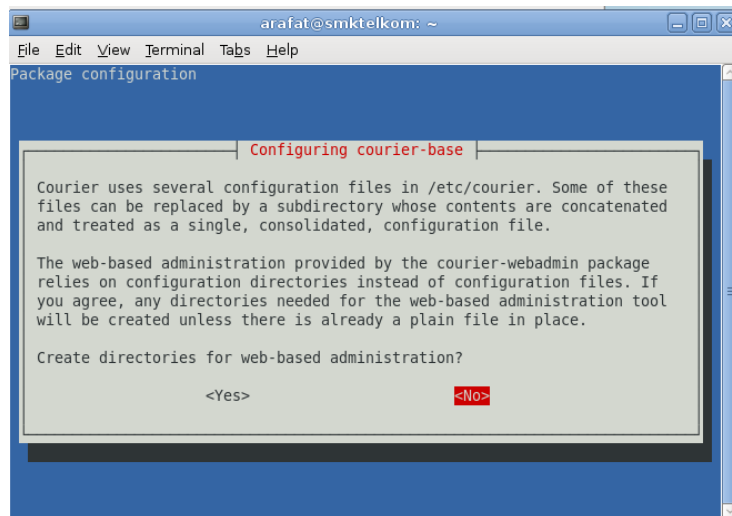 arafat@smktelkom: ~
File Edit View Terminal Tabs Help
Package configuration
Configuring courier-base
Courier uses several configuration files in /etc/courier. Some of these
files can be replaced by a subdirectory whose contents are concatenated
and treated as a single, consolidated, configuration file.
The web-based administration provided by the courier-webadmin package
relies on configuration directories instead of configuration files. If
you agree, any directories needed for the web-based administration tool
will be created unless there is already a plain file in place.
Create directories for web-based administration?
<Yes> <No>